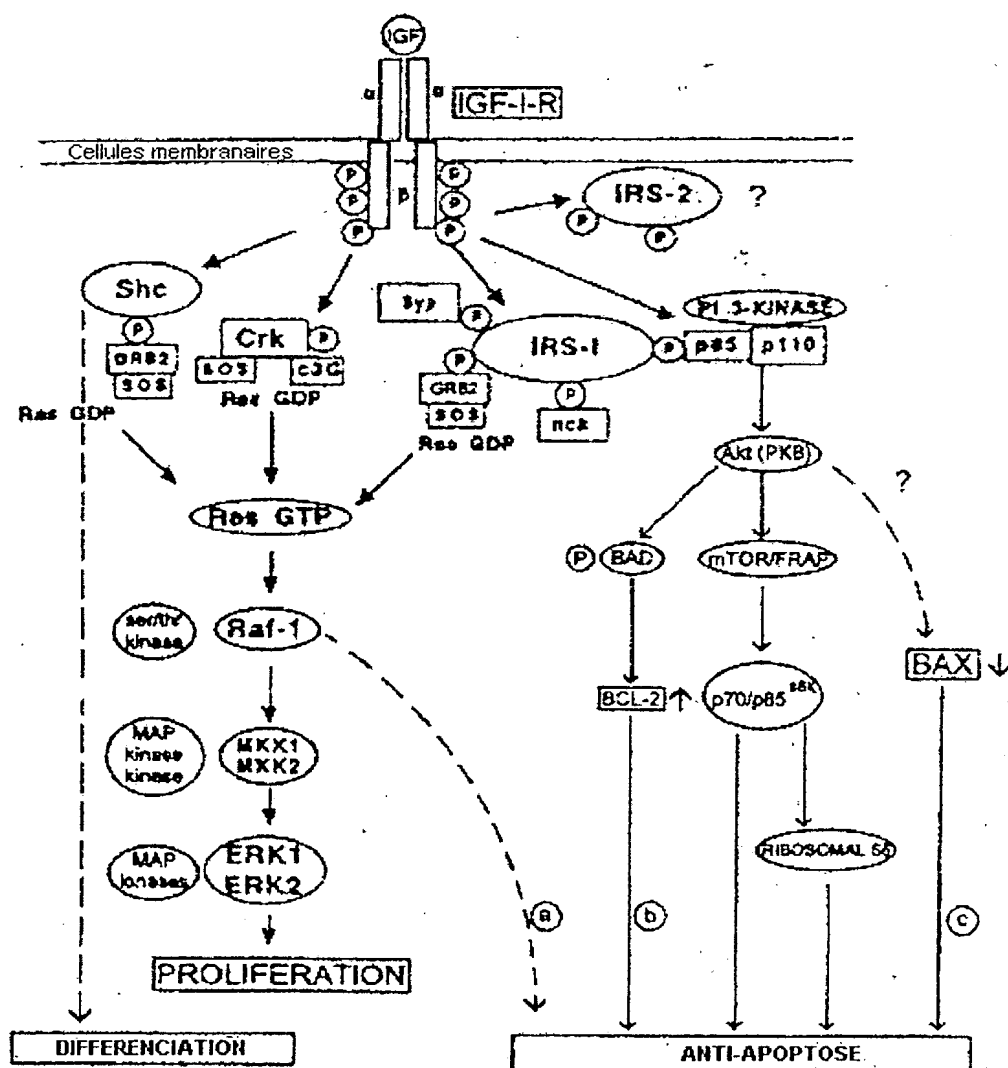 IGF
α
α
IGF-I-R
Cellules membranaires
P
P
P
β
P
P
P
P
P
IRS-2
?
Shc
P
GRB2
SOS
Ras GDP
Crk
P
SOS
c3G
Ras GDP
syp
P
IRS-I
P
GRB2
SOS
Ras GDP
P
nck
P
PI.3-KINASE
p85
p110
Akt (PKB)
?
Ras GTP
P
BAD
mTOR/FRAP
ser/thr
kinase
Raf-1
BAX ↓
BCL-2 ↑
p70/p85 s6k
MAP
kinase
kinase
MKK1
MKK2
RIBOSOMAL S6
MAP
kinases
ERK1
ERK2
a
b
c
PROLIFERATION
DIFFERENCIATION
ANTI-APOPTOSE